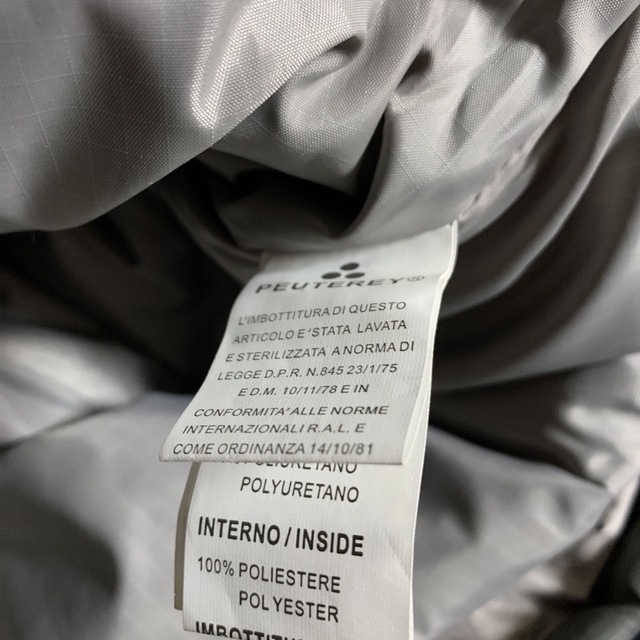 PEUTEREY®
L'IMBOTTITURA DI QUESTO
ARTICOLO E' STATA LAVATA
E STERILIZZATA A NORMA DI
LEGGE D.P.R. N.845 23/1/75
E D.M. 10/11/78 E IN
CONFORMITA' ALLE NORME
INTERNAZIONALI R.A.L. E
COME ORDINANZA 14/10/81
POLYURETANO
INTERNO / INSIDE
100% POLIESTERE
POLYESTER